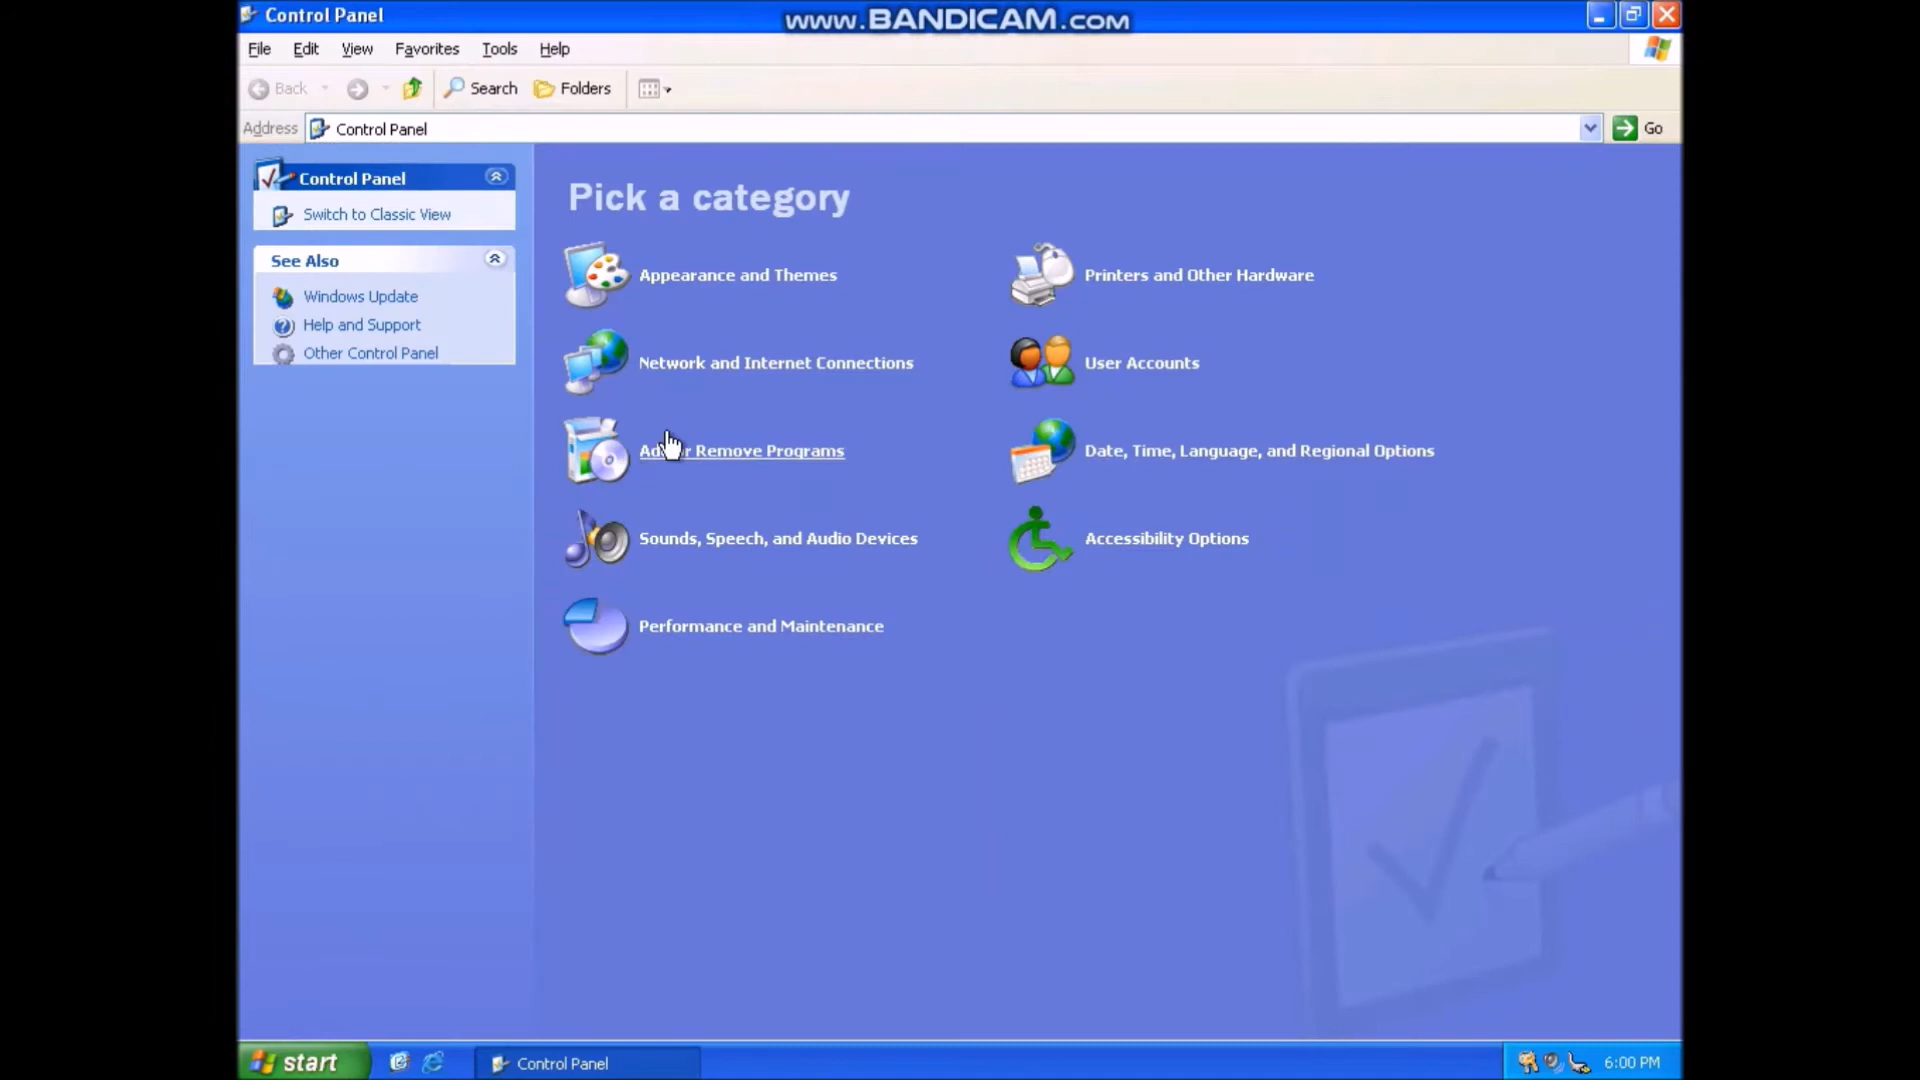 Control Panel
www.BANDICAM.com
File Edit View Favorites Tools Help
Back Search Folders
Address Control Panel Go
Control Panel
Switch to Classic View
See Also
Windows Update
Help and Support
Other Control Panel
Pick a category
Appearance and Themes
Printers and Other Hardware
Network and Internet Connections
User Accounts
Remove Programs
Date, Time, Language, and Regional Options
Sounds, Speech, and Audio Devices
Accessibility Options
Performance and Maintenance
start Control Panel 6:00 PM